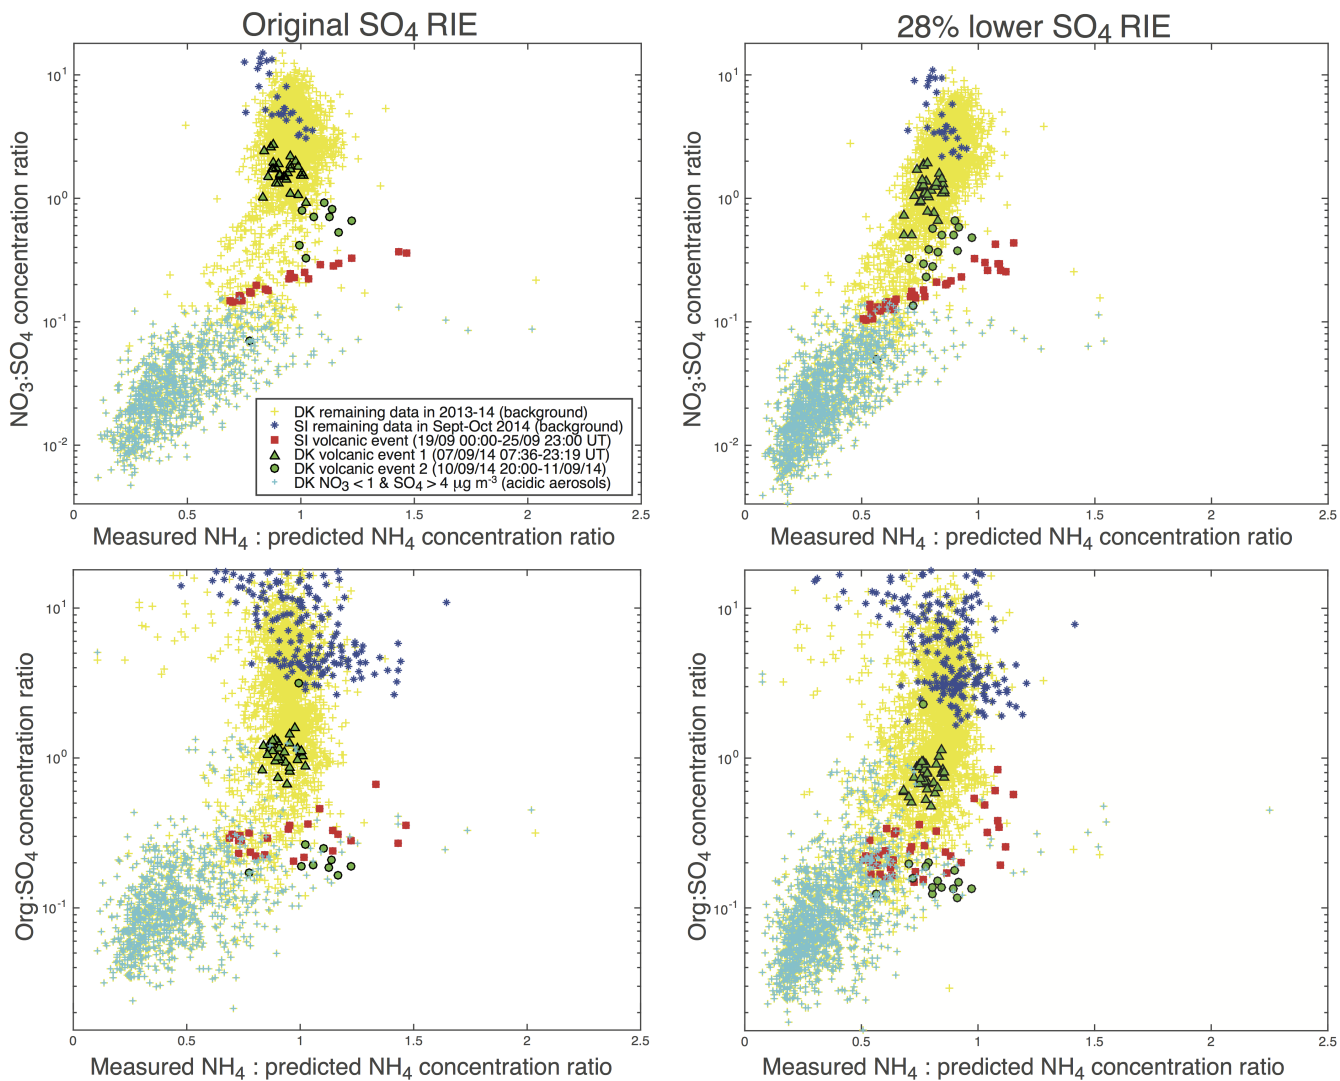 Original SO4 RIE
28% lower SO4 RIE
NO3:SO4 concentration ratio
10^1
10^0
10^-1
10^-2
0 0.5 1 1.5 2 2.5
Measured NH4 : predicted NH4 concentration ratio
DK remaining data in 2013-14 (background)
SI remaining data in Sept-Oct 2014 (background)
SI volcanic event (19/09 00:00-25/09 23:00 UT)
DK volcanic event 1 (07/09/14 07:36-23:19 UT)
DK volcanic event 2 (10/09/14 20:00-11/09/14)
DK NO3 < 1 & SO4 > 4 μg m-3 (acidic aerosols)
NO3:SO4 concentration ratio
10^1
10^0
10^-1
10^-2
0 0.5 1 1.5 2 2.5
Measured NH4 : predicted NH4 concentration ratio
Org:SO4 concentration ratio
10^1
10^0
10^-1
0 0.5 1 1.5 2 2.5
Measured NH4 : predicted NH4 concentration ratio
Org:SO4 concentration ratio
10^1
10^0
10^-1
0 0.5 1 1.5 2 2.5
Measured NH4 : predicted NH4 concentration ratio